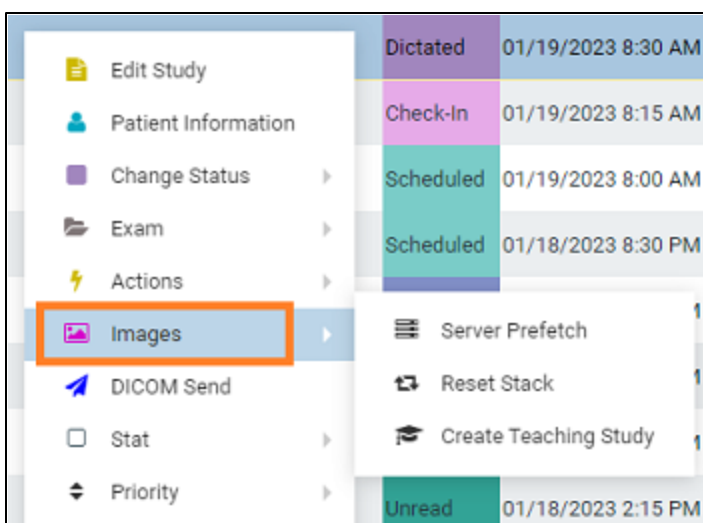 Edit Study
Patient Information
Change Status
Exam
Actions
Images
DICOM Send
Stat
Priority
Server Prefetch
Reset Stack
Create Teaching Study
Dictated 01/19/2023 8:30 AM
Check-In 01/19/2023 8:15 AM
Scheduled 01/19/2023 8:00 AM
Scheduled 01/18/2023 8:30 PM
Unread 01/18/2023 2:15 PM